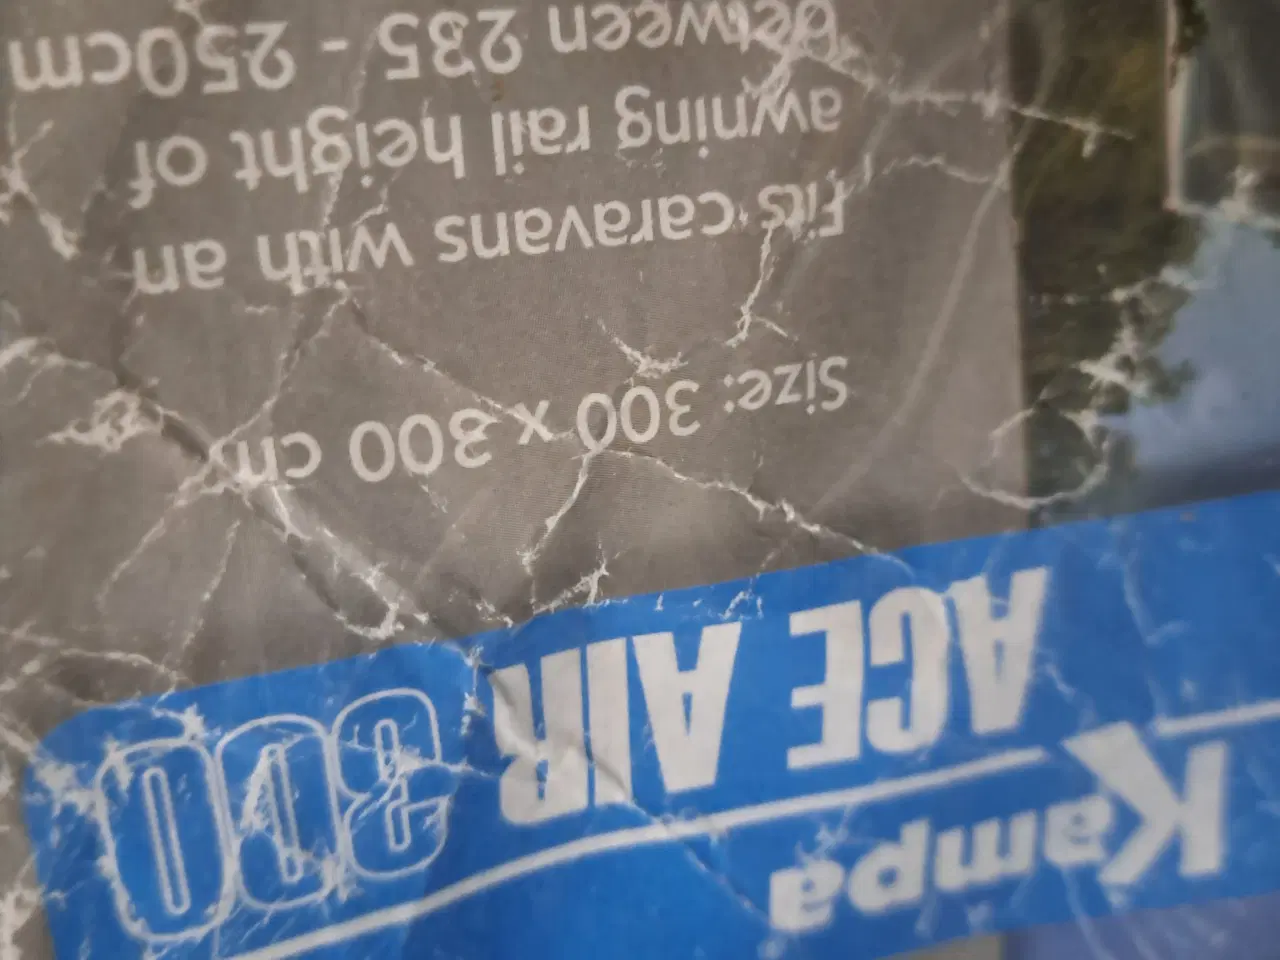 Kampa
ACE AIR 300
Size: 300 x 300 cm
Fits caravans with an
awning rail height of
between 235 - 250cm